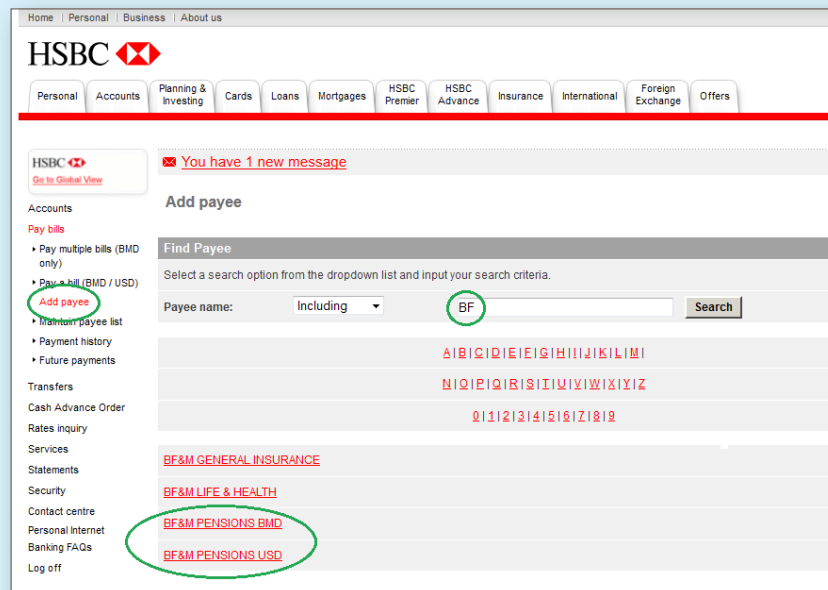 Home | Personal | Business | About us
HSBC
Personal Accounts Planning & Investing Cards Loans Mortgages HSBC Premier HSBC Advance Insurance International Foreign Exchange Offers
HSBC
Go to Global View
You have 1 new message
Add payee
Accounts
Pay bills
Pay multiple bills (BMD only)
Pay a bill (BMD / USD)
Add payee
Maintain payee list
Payment history
Future payments
Transfers
Cash Advance Order
Rates inquiry
Services
Statements
Security
Contact centre
Personal Internet
Banking FAQs
Log off
Find Payee
Select a search option from the dropdown list and input your search criteria.
Payee name: Including BF Search
A | B | C | D | E | F | G | H | I | J | K | L | M |
N | O | P | Q | R | S | T | U | V | W | X | Y | Z
0 | 1 | 2 | 3 | 4 | 5 | 6 | 7 | 8 | 9
BF&M GENERAL INSURANCE
BF&M LIFE & HEALTH
BF&M PENSIONS BMD
BF&M PENSIONS USD